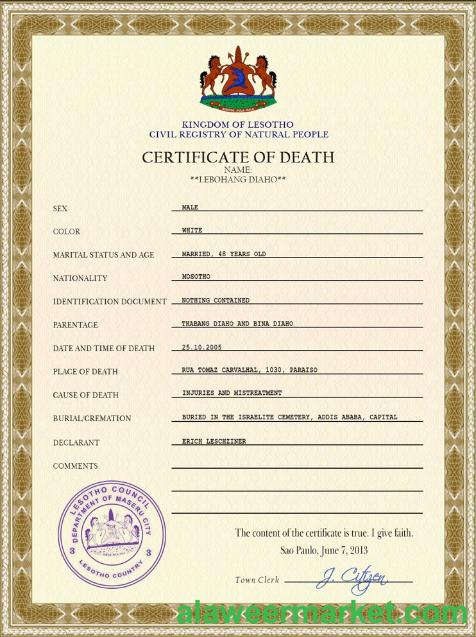 KINGDOM OF LESOTHO
CIVIL REGISTRY OF NATURAL PEOPLE
CERTIFICATE OF DEATH
NAME:
**LEBOHANG DIAHO**
SEX MALE
COLOR WHITE
MARITAL STATUS AND AGE MARRIED, 48 YEARS OLD
NATIONALITY MOSOTHO
IDENTIFICATION DOCUMENT NOTHING CONTAINED
PARENTAGE THABANG DIAHO AND BINA DIAHO
DATE AND TIME OF DEATH 25.10.2005
PLACE OF DEATH RUA TOMAZ CARVALHAL, 1030, PARAISO
CAUSE OF DEATH INJURIES AND MISTREATMENT
BURIAL/CREMATION BURIED IN THE ISRAELITE CEMETERY, ADDIS ABABA, CAPITAL
DECLARANT ERICH LESCHZINER
COMMENTS
LESOTHO COUNCIL
DEPARTMENT OF MASERU CITY
3 3
LESOTHO COUNTRY
The content of the certificate is true. I give faith.
Sao Paulo, June 7, 2013
Town Clerk J. Citizen
alaweermarket.com